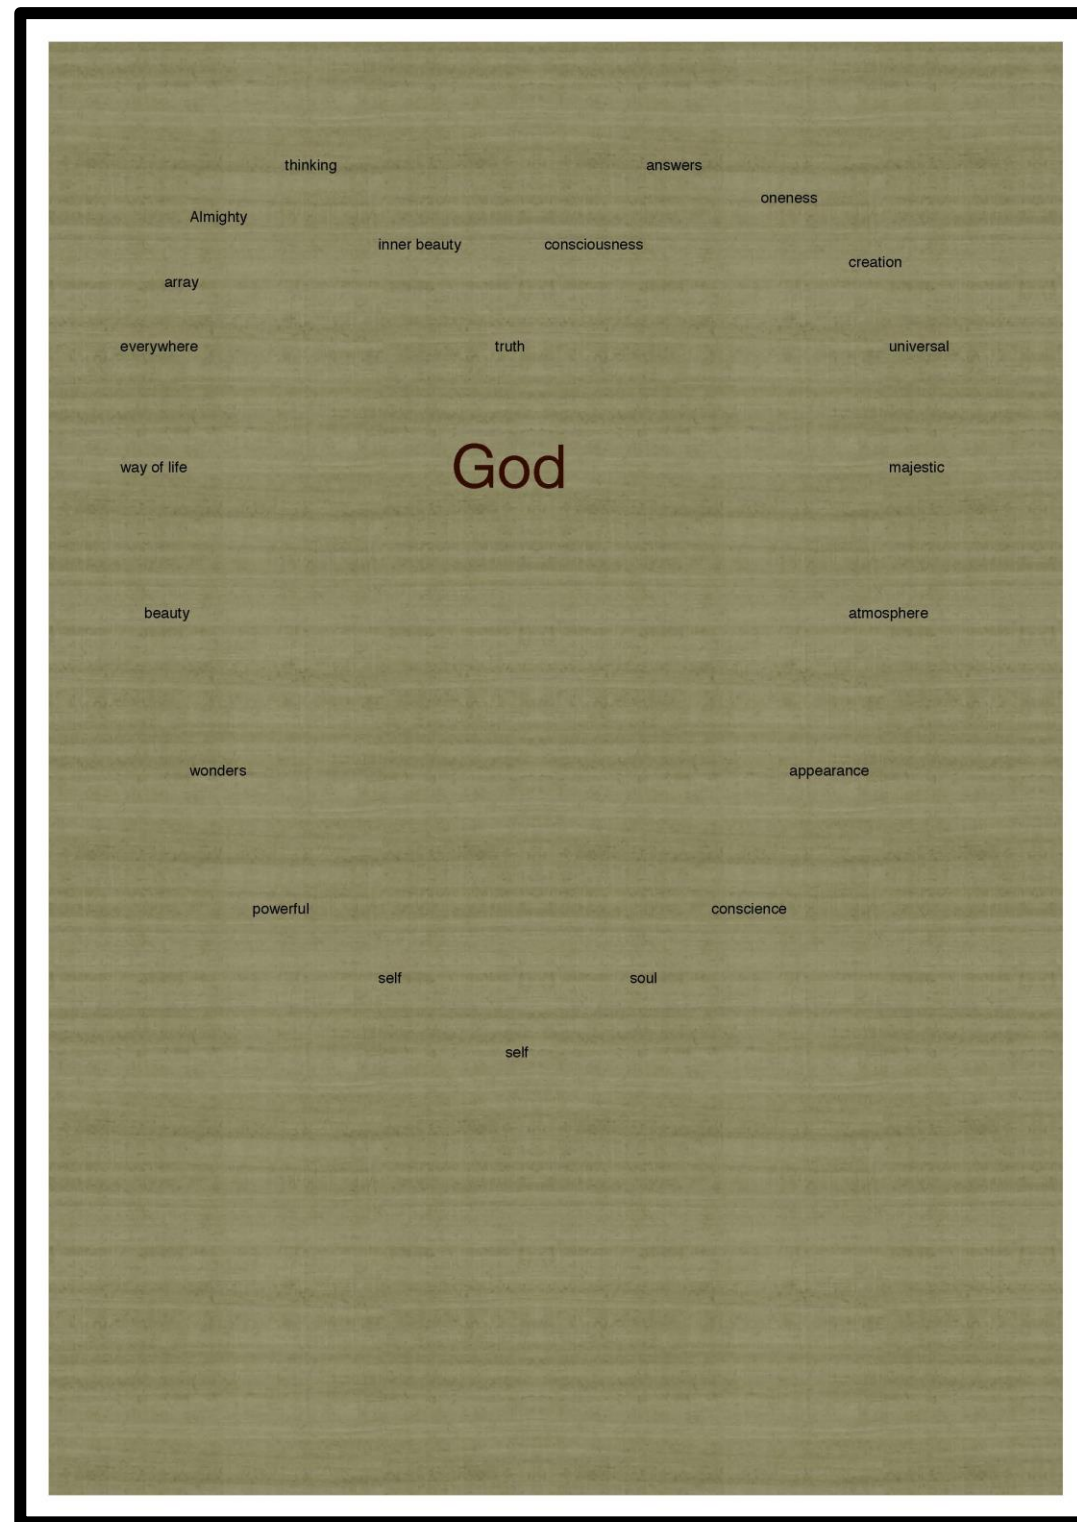 thinking answers
oneness
Almighty
inner beauty consciousness
creation
array
everywhere truth universal
way of life God majestic
beauty atmosphere
wonders appearance
powerful conscience
self soul
self